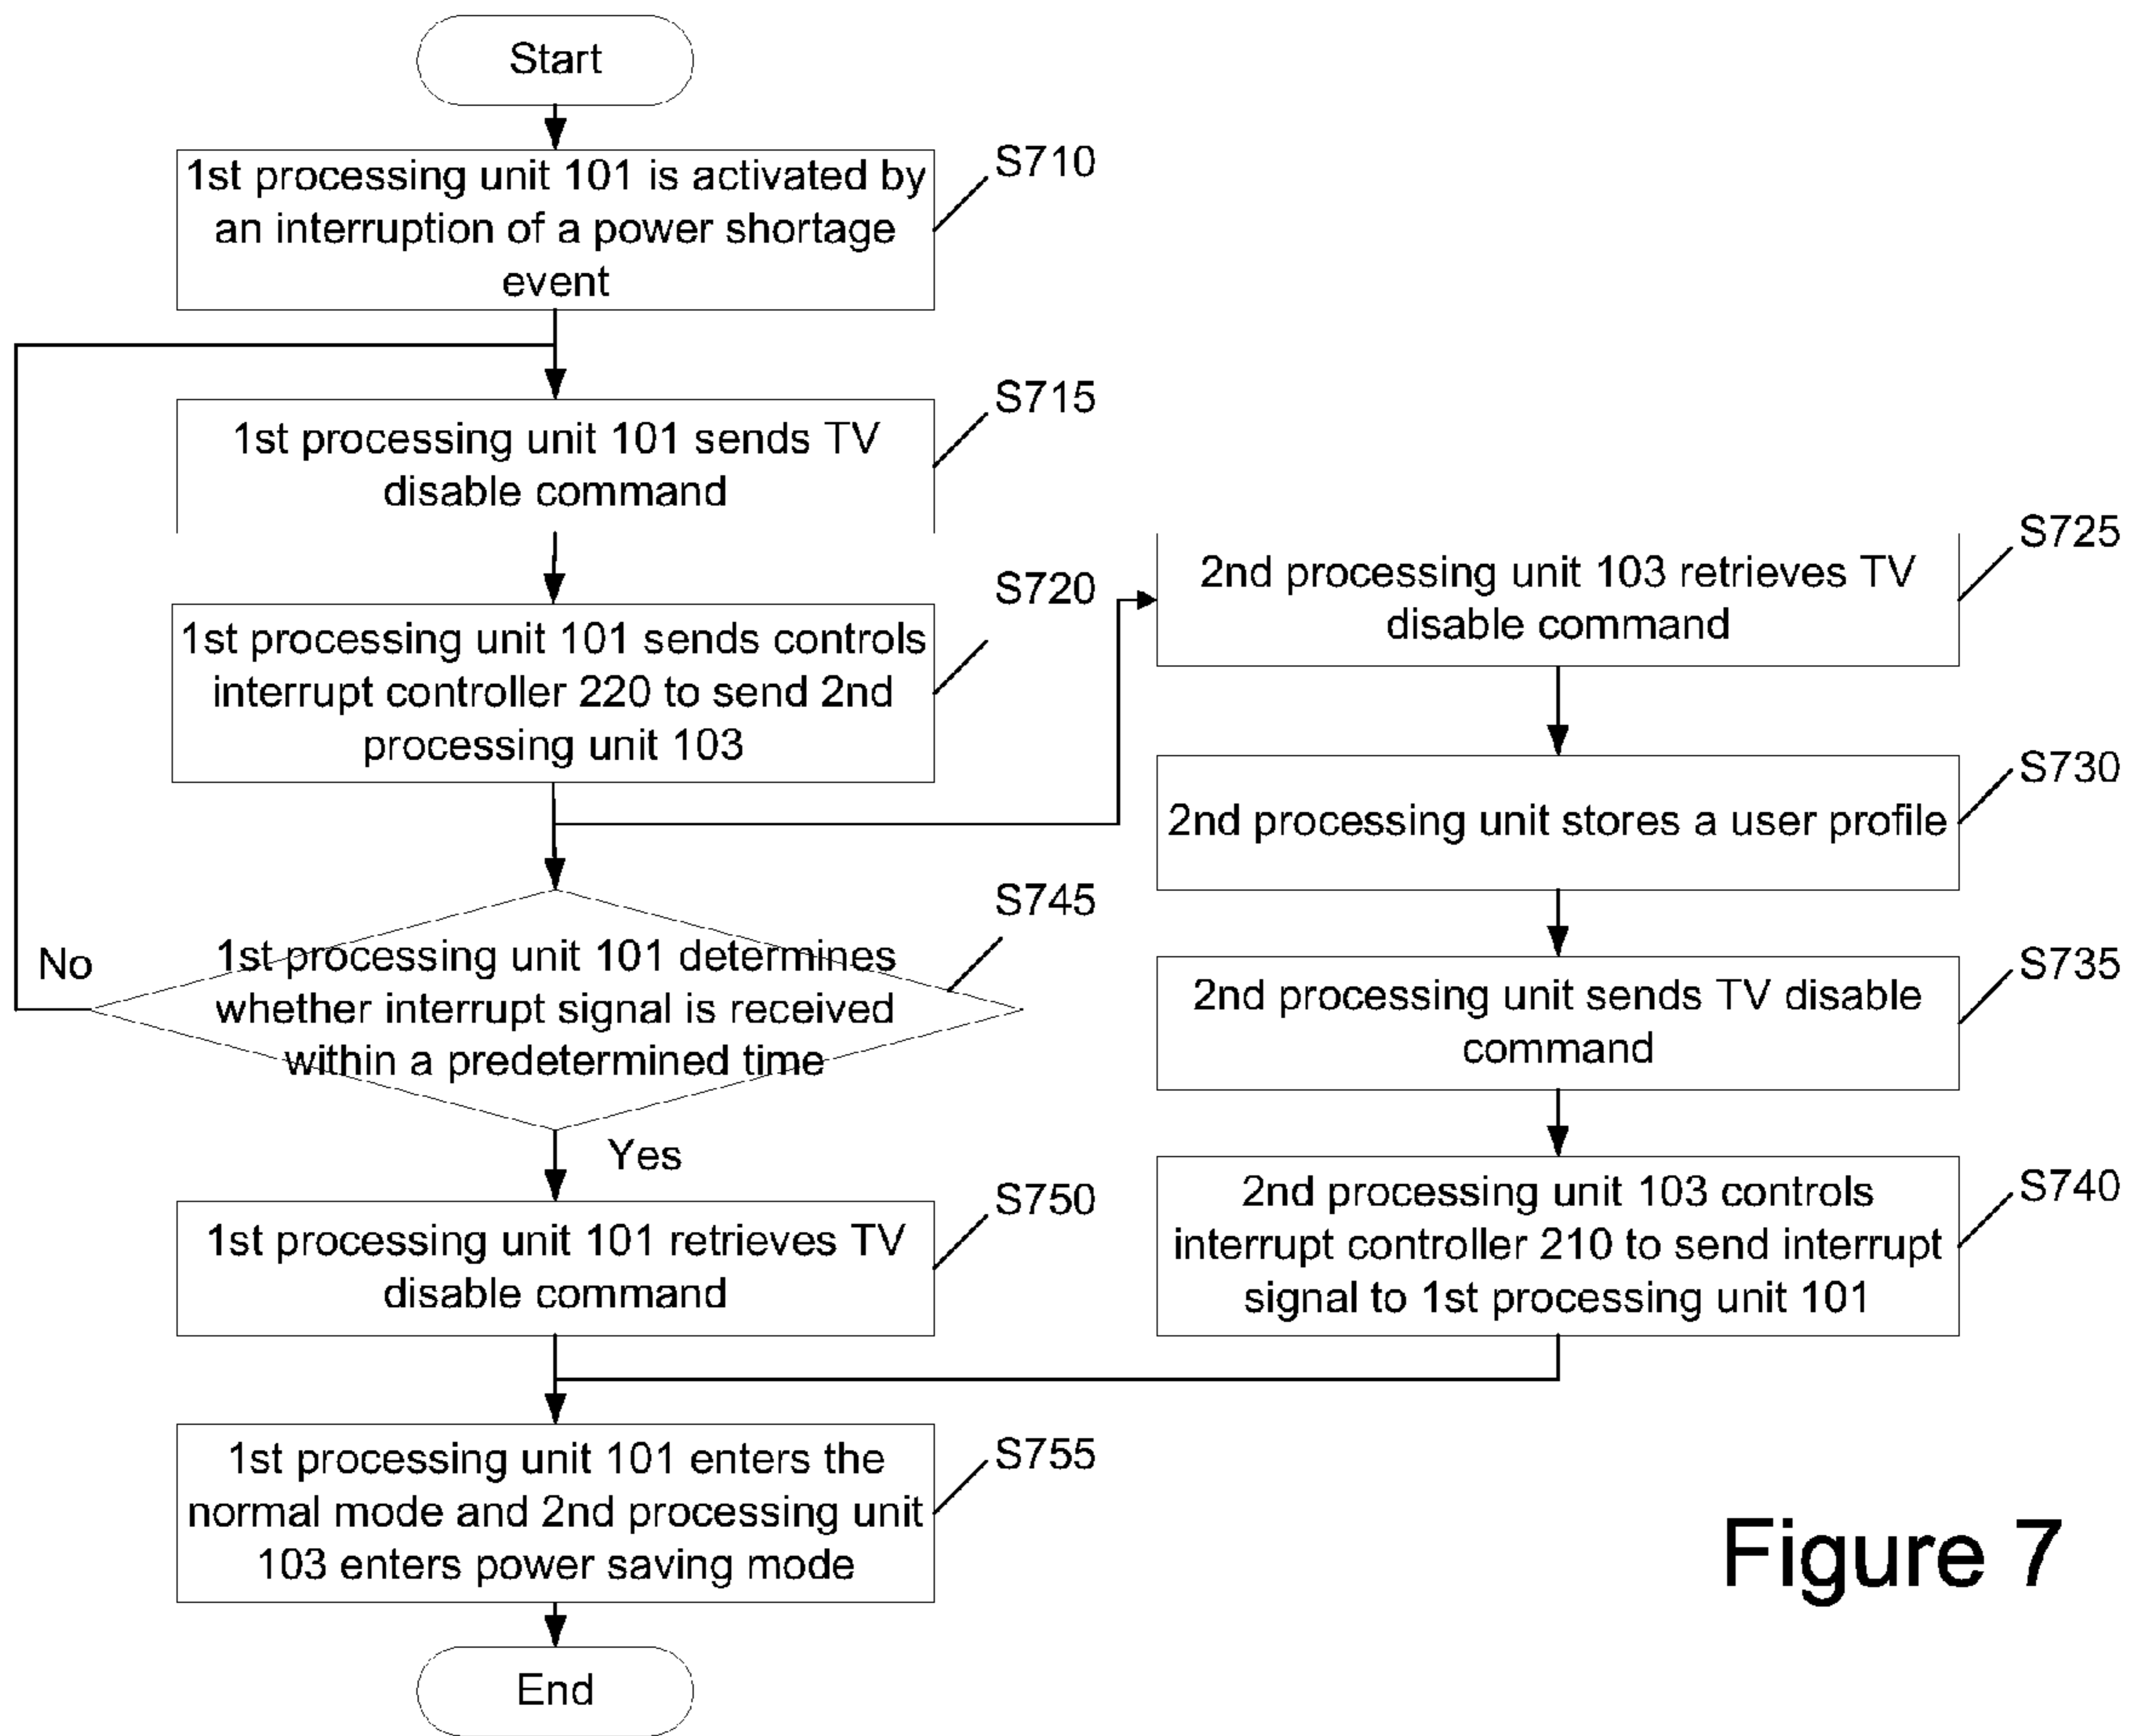 Start
S710
1st processing unit 101 is activated by
an interruption of a power shortage
event
S715
1st processing unit 101 sends TV
disable command
S720
1st processing unit 101 sends controls
interrupt controller 220 to send 2nd
processing unit 103
S725
2nd processing unit 103 retrieves TV
disable command
S730
2nd processing unit stores a user profile
S735
2nd processing unit sends TV disable
command
S740
2nd processing unit 103 controls
interrupt controller 210 to send interrupt
signal to 1st processing unit 101
S745
No
1st processing unit 101 determines
whether interrupt signal is received
within a predetermined time
Yes
S750
1st processing unit 101 retrieves TV
disable command
S755
1st processing unit 101 enters the
normal mode and 2nd processing unit
103 enters power saving mode
End
Figure 7